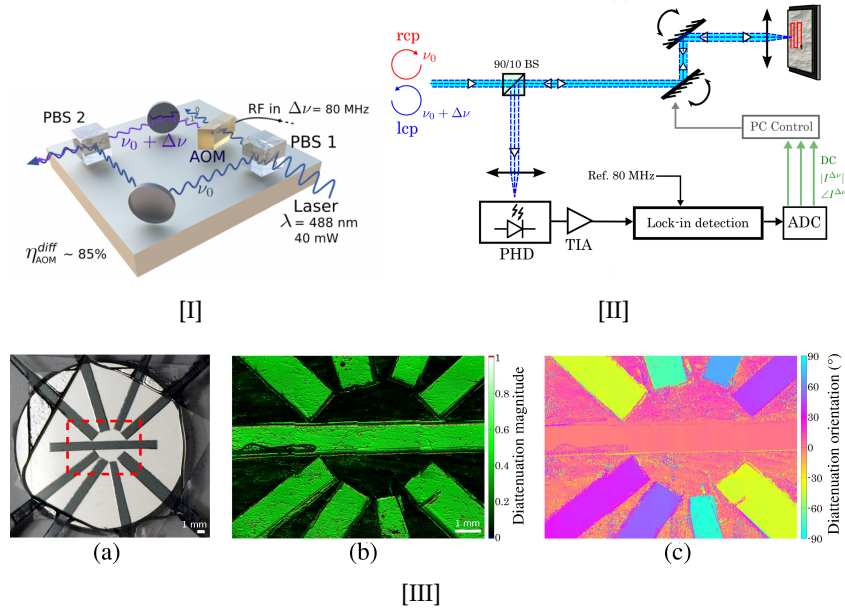 PBS 2
RF in Δν = 80 MHz
ν₀ + Δν
AOM
PBS 1
ν₀
Laser
λ = 488 nm
40 mW
η_AOM^diff ~ 85%
[I]
rcp
ν₀
lcp
ν₀ + Δν
90/10 BS
PC Control
DC
|I^Δν|
∠I^Δν
Ref. 80 MHz
PHD
TIA
Lock-in detection
ADC
[II]
1 mm
(a)
1 mm
(b)
1
0.8
0.6
0.4
0.2
0
Diattenuation magnitude
(c)
90
60
30
0
-30
-60
-90
Diattenuation orientation (°)
[III]